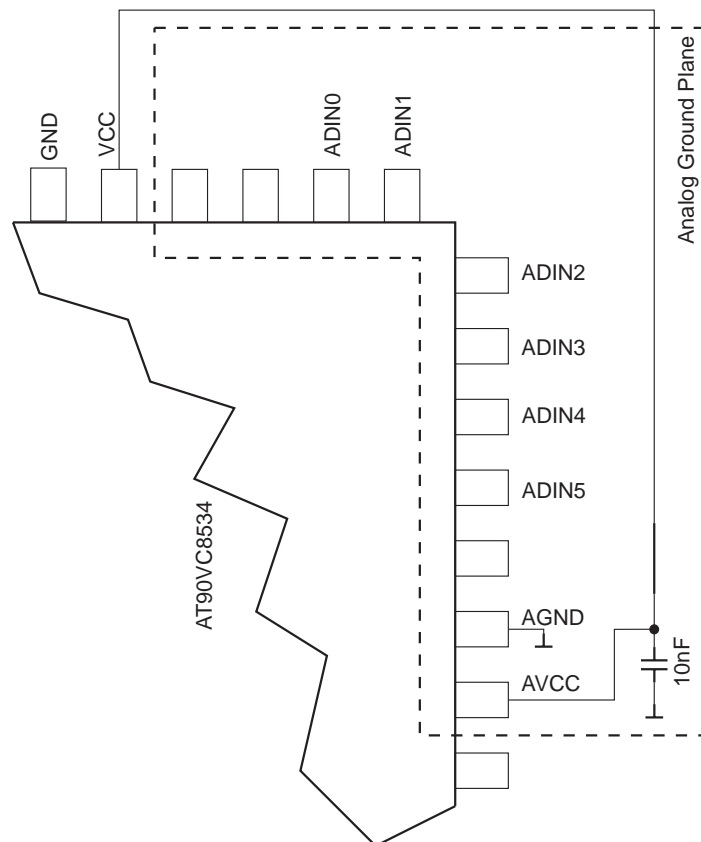 GND
VCC
ADIN0
ADIN1
Analog Ground Plane
ADIN2
ADIN3
ADIN4
ADIN5
AT90VC8534
AGND
AVCC
10nF